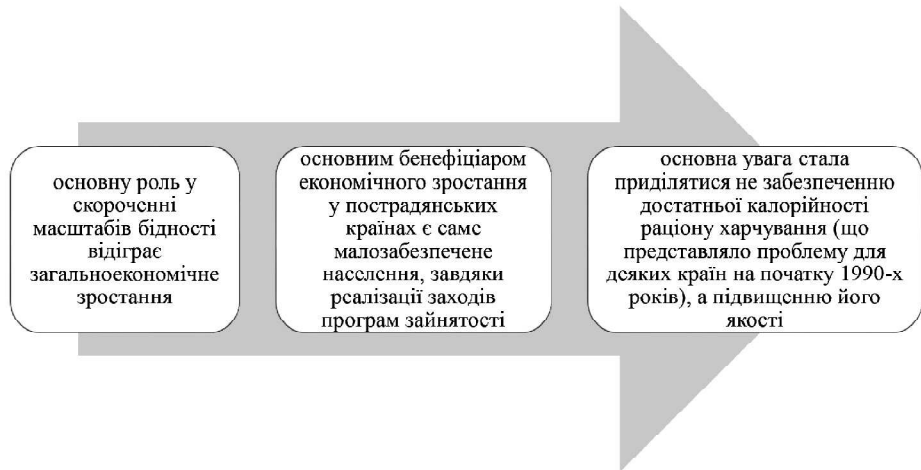 основну роль у
скороченні
масштабів бідності
відіграє
загальноекономічне
зростання
основним бенефіціаром
економічного зростання
у пострадянських
країнах є саме
малозабезпечене
населення, завдяки
реалізації заходів
програм зайнятості
основна увага стала
приділятися не забезпеченню
достатньої калорійності
раціону харчування (що
представляло проблему для
деяких країн на початку 1990-х
років), а підвищенню його
якості